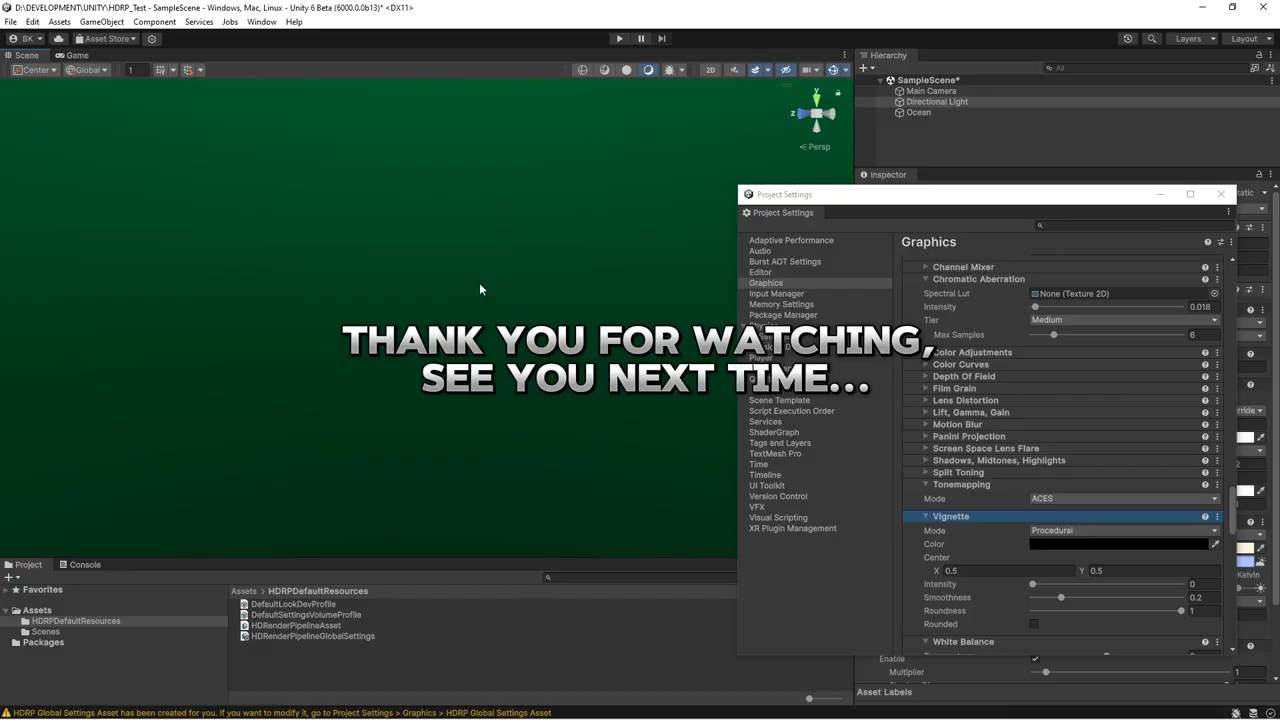 D:\DEVELOPMENT\UNITY\HDRP_Test - SampleScene - Windows, Mac, Linux - Unity 6 Beta (6000.0.0b13)* <DX11>
File Edit Assets GameObject Component Services Jobs Window Help
BK Asset Store Layers Layout
Scene Game
Center Global 1 2D
y
z
Persp
Hierarchy
All
SampleScene*
Main Camera
Directional Light
Ocean
Inspector
Project Settings
Project Settings
Adaptive Performance
Audio
Burst AOT Settings
Editor
Graphics
Input Manager
Memory Settings
Package Manager
Player
Scene Template
Script Execution Order
Services
ShaderGraph
Tags and Layers
TextMesh Pro
Time
Timeline
UI Toolkit
Version Control
VFX
Visual Scripting
XR Plugin Management
Graphics
Channel Mixer
Chromatic Aberration
Spectral Lut None (Texture 2D)
Intensity 0.018
Tier Medium
Max Samples 6
Color Adjustments
Color Curves
Depth Of Field
Film Grain
Lens Distortion
Lift, Gamma, Gain
Motion Blur
Panini Projection
Screen Space Lens Flare
Shadows, Midtones, Highlights
Split Toning
Tonemapping
Mode ACES
Vignette
Mode Procedural
Color
Center
X 0.5 Y 0.5
Intensity 0
Smoothness 0.2
Roundness 1
Rounded
White Balance
Kelvin
Enable
Multiplier 1
Asset Labels
THANK YOU FOR WATCHING,
SEE YOU NEXT TIME...
Project Console
Favorites
Assets
HDRPDefaultResources
Scenes
Packages
Assets > HDRPDefaultResources
DefaultLookDevProfile
DefaultSettingsVolumeProfile
HDRenderPipelineAsset
HDRenderPipelineGlobalSettings
HDRP Global Settings Asset has been created for you. If you want to modify it, go to Project Settings > Graphics > HDRP Global Settings Asset